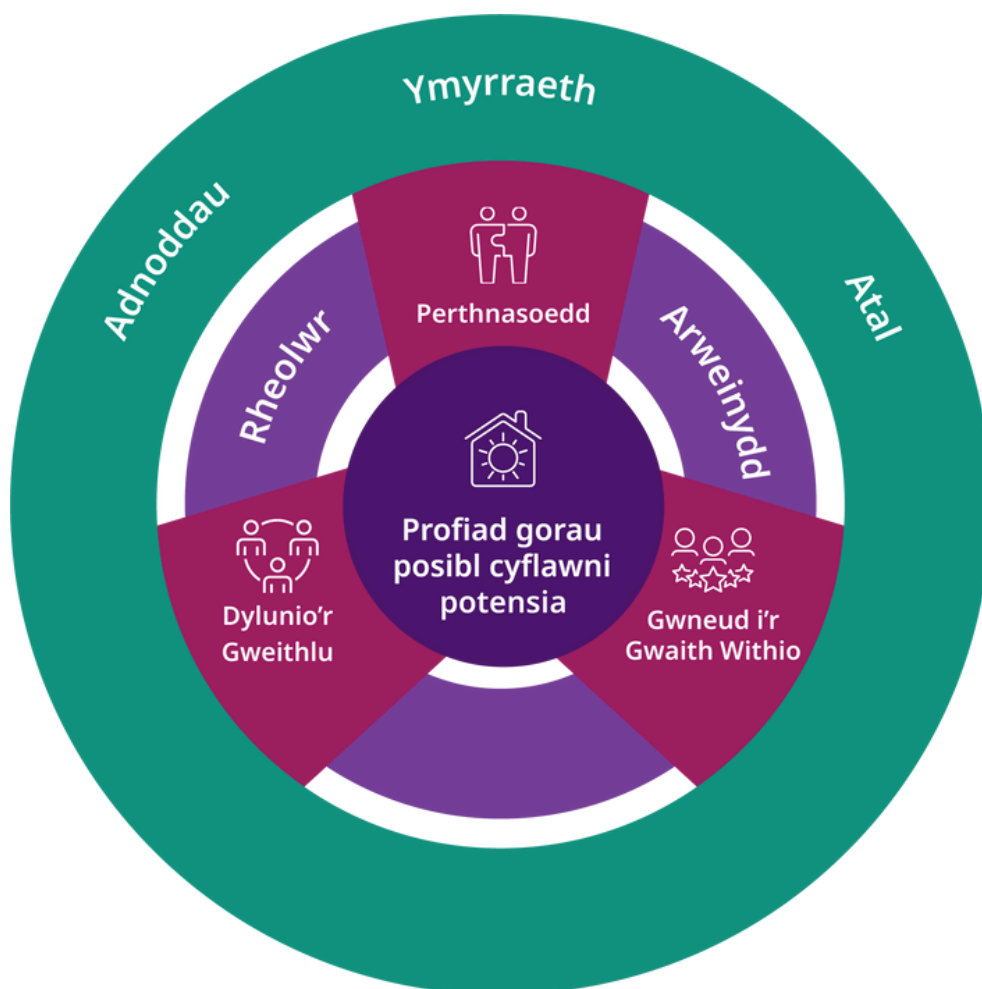 Ymyrraeth
Adnoddau
Atal
Perthnasoedd
Rheolwr
Arweinydd
Profiad gorau
posibl cyflawni
potensia
Dylunio’r
Gweithlu
Gwneud i’r
Gwaith Withio